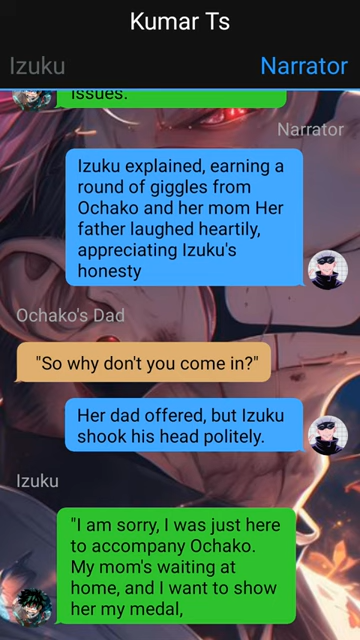 Kumar Ts
Izuku
Narrator
issues.
Narrator
Izuku explained, earning a
round of giggles from
Ochako and her mom Her
father laughed heartily,
appreciating Izuku's
honesty
Ochako's Dad
"So why don't you come in?"
Her dad offered, but Izuku
shook his head politely.
Izuku
"I am sorry, I was just here
to accompany Ochako.
My mom's waiting at
home, and I want to show
her my medal,